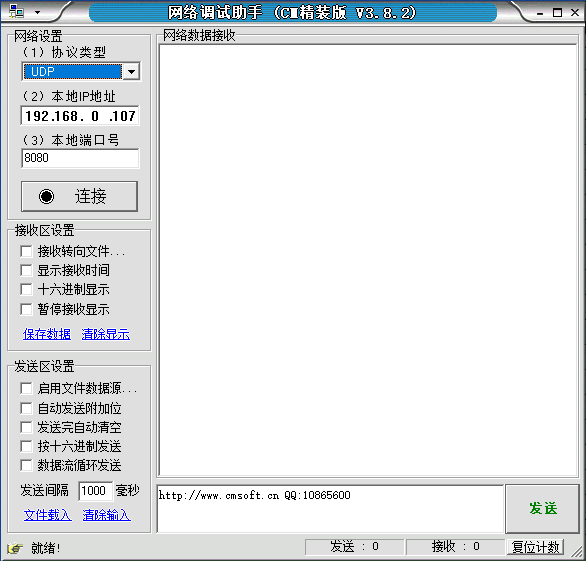 网络调试助手 (C■精装版 V3.8.2)
网络设置
(1) 协议类型
UDP
(2) 本地IP地址
192.168. 0 .107
(3) 本地端口号
8080
连接
接收区设置
接收转向文件...
显示接收时间
十六进制显示
暂停接收显示
保存数据 清除显示
发送区设置
启用文件数据源...
自动发送附加位
发送完自动清空
按十六进制发送
数据流循环发送
发送间隔 1000 毫秒
文件载入 清除输入
网络数据接收
http://www.cmsoft.cn QQ:10865600
发送
就绪!
发送 : 0
接收 : 0
复位计数